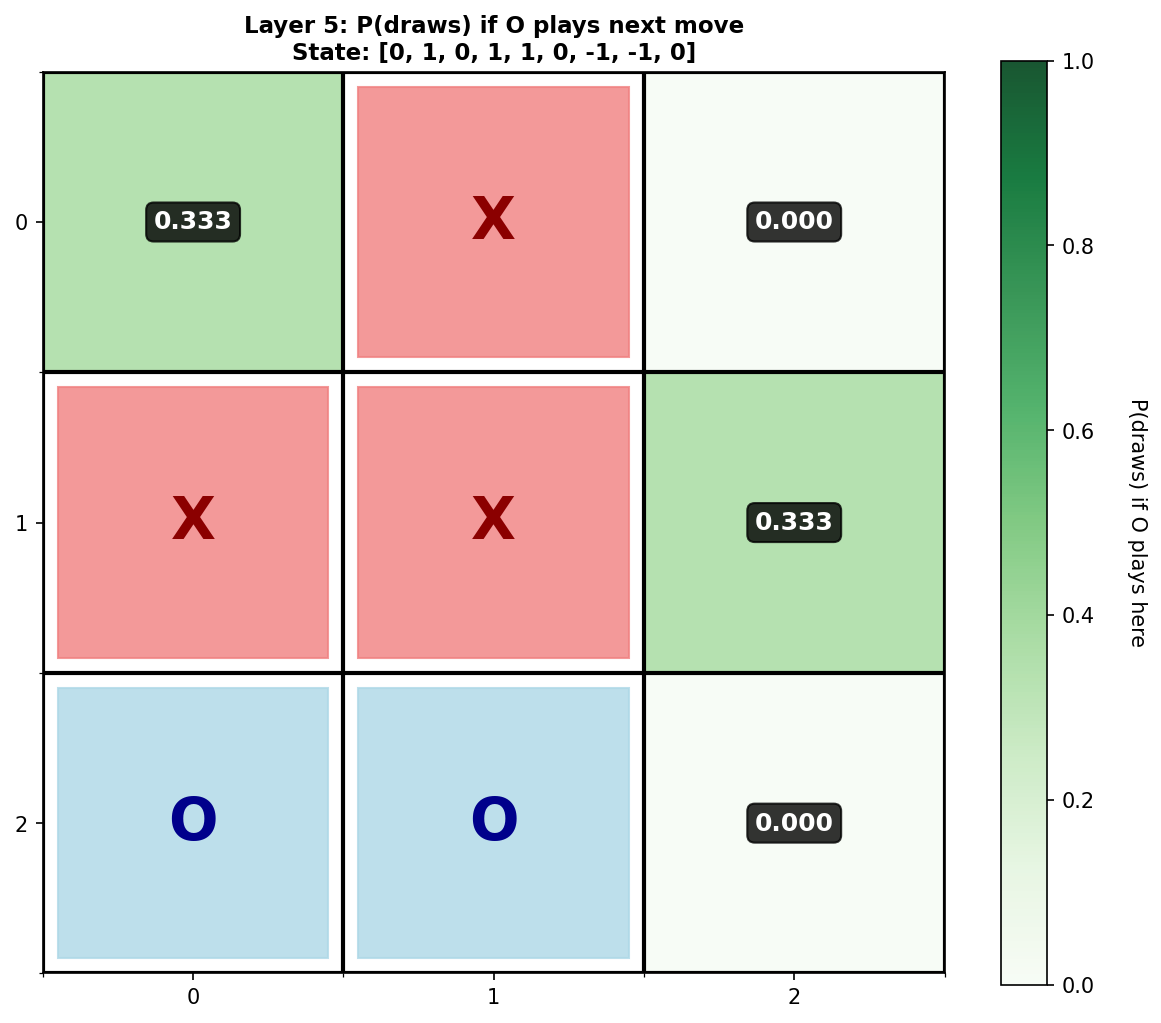 Layer 5: P(draws) if O plays next move
State: [0, 1, 0, 1, 1, 0, -1, -1, 0]
0.333 X 0.000
X X 0.333
O O 0.000
0
1
2
0 1 2
1.0
0.8
0.6
0.4
0.2
0.0
P(draws) if O plays here